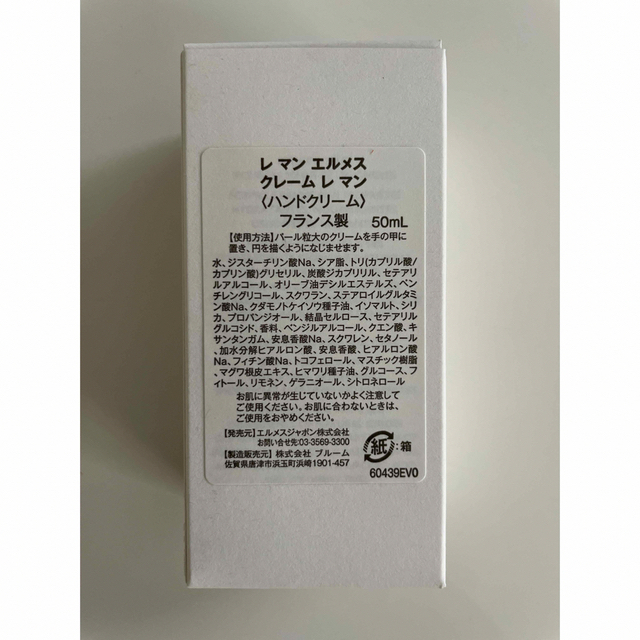 レ マン エルメス
クレーム レ マン
〈ハンドクリーム〉
フランス製 50mL
【使用方法】パール粒大のクリームを手の甲に
置き、円を描くようになじませます。
水、ジスターチリン酸Na、シア脂、トリ(カプリル酸/
カプリン酸)グリセリル、炭酸ジカプリリル、セテアリ
ルアルコール、オリーブ油デシルエステルズ、ペン
チレングリコール、スクワラン、ステアロイルグルタミ
ン酸Na、クダモノトケイソウ種子油、イソマルト、シリ
カ、プロパンジオール、結晶セルロース、セテアリル
グルコシド、香料、ベンジルアルコール、クエン酸、キ
サンタンガム、安息香酸Na、スクワレン、セタノール
、加水分解ヒアルロン酸、安息香酸、ヒアルロン酸
Na、フィチン酸Na、トコフェロール、マスチック樹脂
、マグワ根皮エキス、ヒマワリ種子油、グルコース、フ
ィトール、リモネン、ゲラニオール、シトロネロール
お肌に異常が生じていないかよく注意して
ご使用ください。お肌に合わないときは、
ご使用をおやめください。
【発売元】エルメスジャポン株式会社
お問い合せ先:03-3569-3300
【製造販売元】株式会社 ブルーム
佐賀県唐津市浜玉町浜崎1901-457
紙:箱
60439EV0